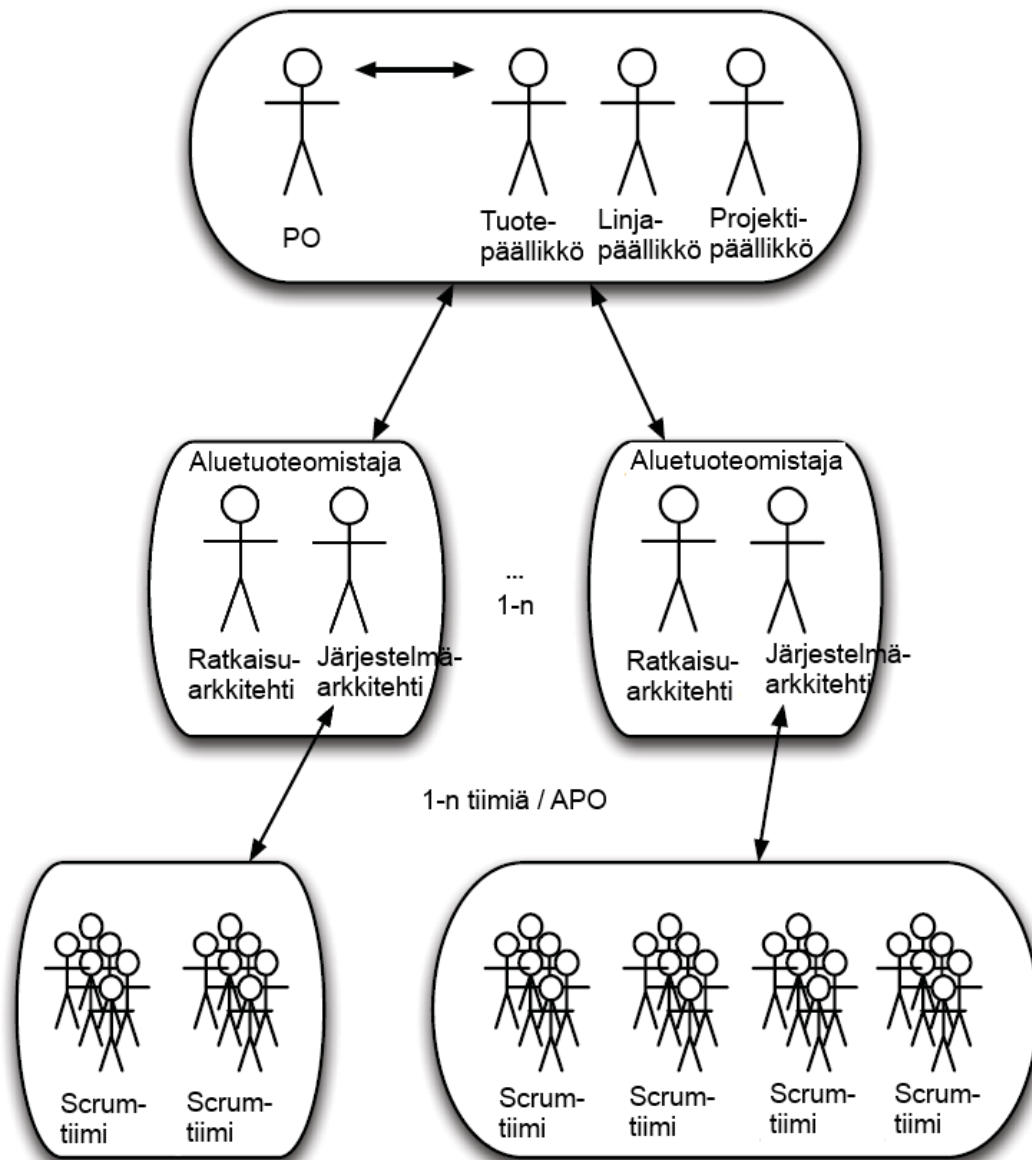 PO
Tuote-
päällikkö
Linja-
päällikkö
Projekti-
päällikkö
Aluetuoteomistaja
Ratkaisu-
arkkitehti
Järjestelmä-
arkkitehti
...
1-n
Aluetuoteomistaja
Ratkaisu-
arkkitehti
Järjestelmä-
arkkitehti
1-n tiimiä / APO
Scrum-
tiimi
Scrum-
tiimi
Scrum-
tiimi
Scrum-
tiimi
Scrum-
tiimi
Scrum-
tiimi